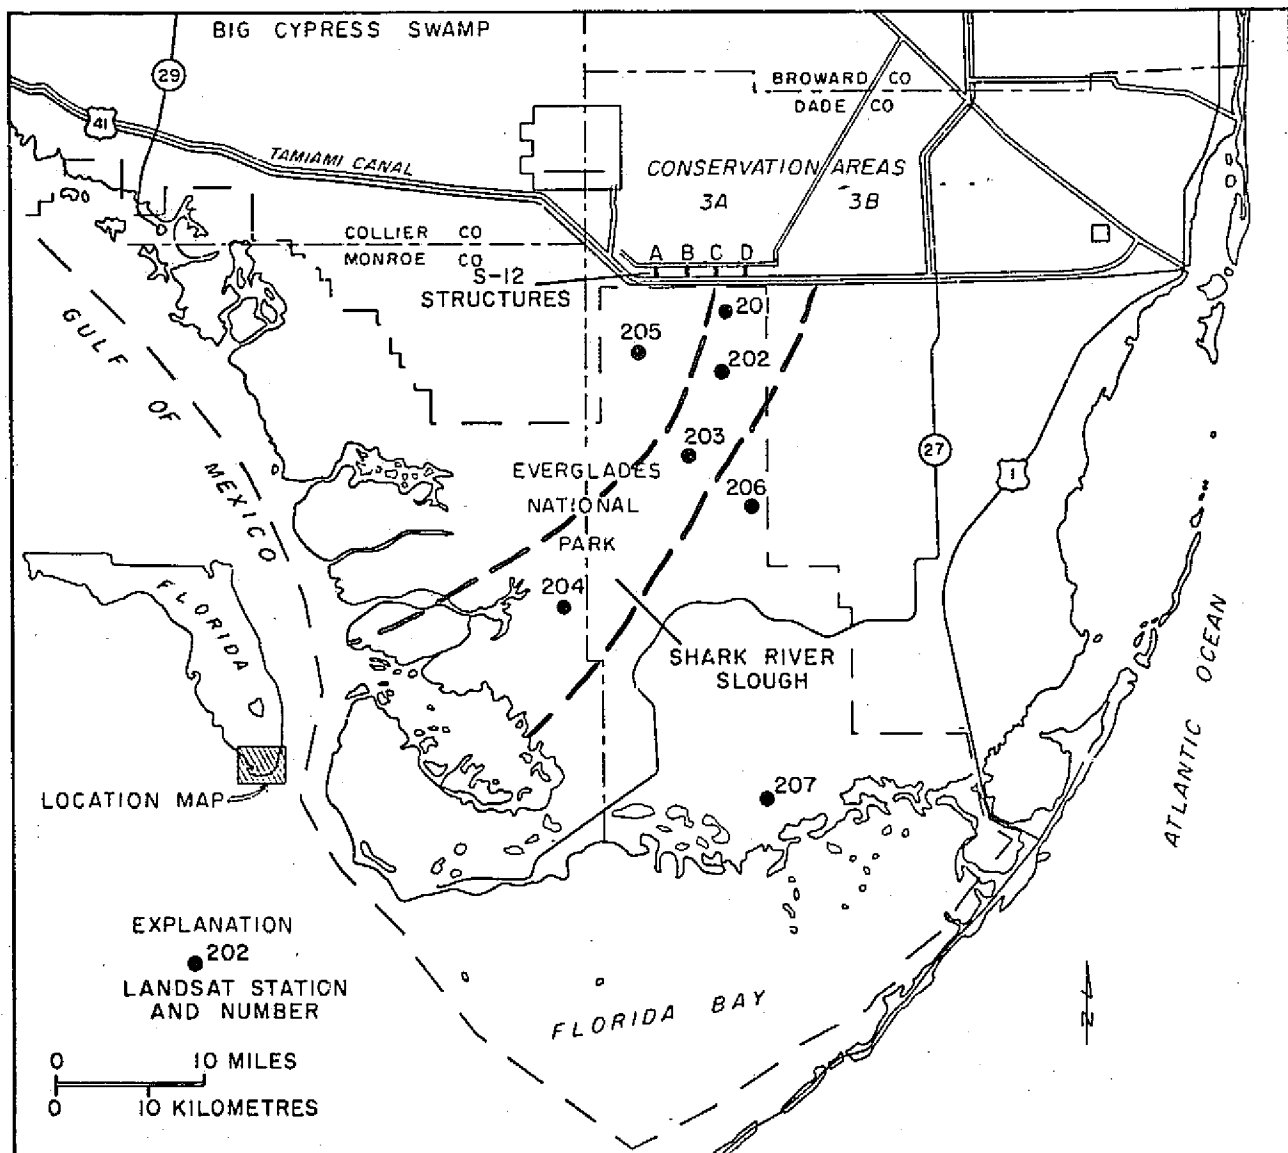 BIG CYPRESS SWAMP
29
BROWARD CO
DADE CO
41
TAMIAMI CANAL
CONSERVATION AREAS
3A 3B
COLLIER CO
MONROE CO
A B C D
S-12
STRUCTURES
20
205
202
GULF OF MEXICO
203
27
1
EVERGLADES
NATIONAL
PARK
206
204
FLORIDA
SHARK RIVER
SLOUGH
ATLANTIC OCEAN
LOCATION MAP
207
EXPLANATION
202
LANDSAT STATION
AND NUMBER
FLORIDA BAY
N
0 10 MILES
0 10 KILOMETRES